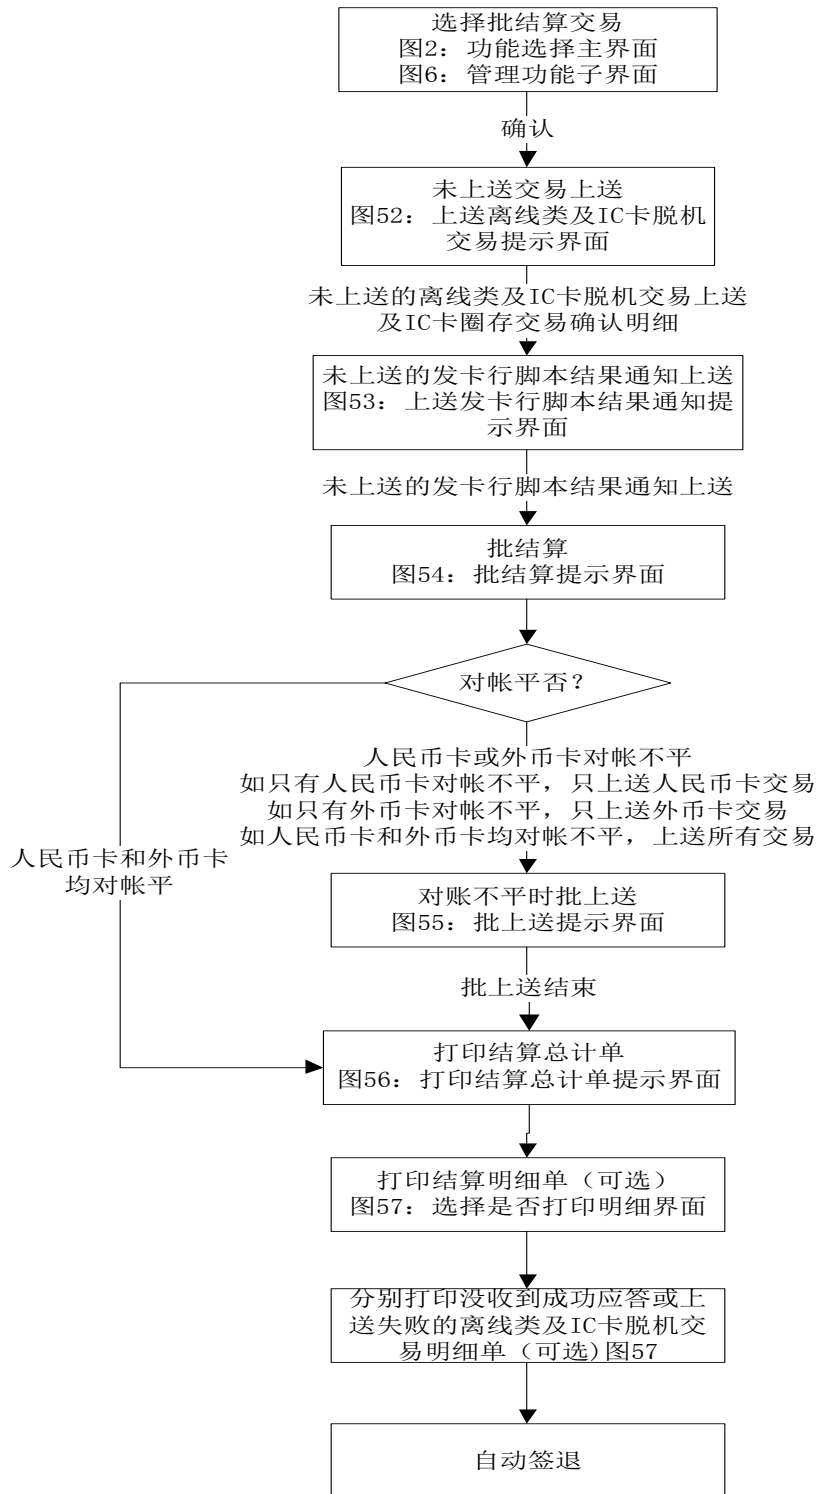 选择批结算交易
图2：功能选择主界面
图6：管理功能子界面
确认
未上送交易上送
图52：上送离线类及IC卡脱机
交易提示界面
未上送的离线类及IC卡脱机交易上送
及IC卡圈存交易确认明细
未上送的发卡行脚本结果通知上送
图53：上送发卡行脚本结果通知提
示界面
未上送的发卡行脚本结果通知上送
批结算
图54：批结算提示界面
对帐平否？
人民币卡或外币卡对帐不平
如只有人民币卡对帐不平，只上送人民币卡交易
如只有外币卡对帐不平，只上送外币卡交易
如人民币卡和外币卡均对帐不平，上送所有交易
人民币卡和外币卡
均对帐平
对账不平时批上送
图55：批上送提示界面
批上送结束
打印结算总计单
图56：打印结算总计单提示界面
打印结算明细单（可选）
图57：选择是否打印明细界面
分别打印没收到成功应答或上
送失败的离线类及IC卡脱机交
易明细单（可选)图57
自动签退